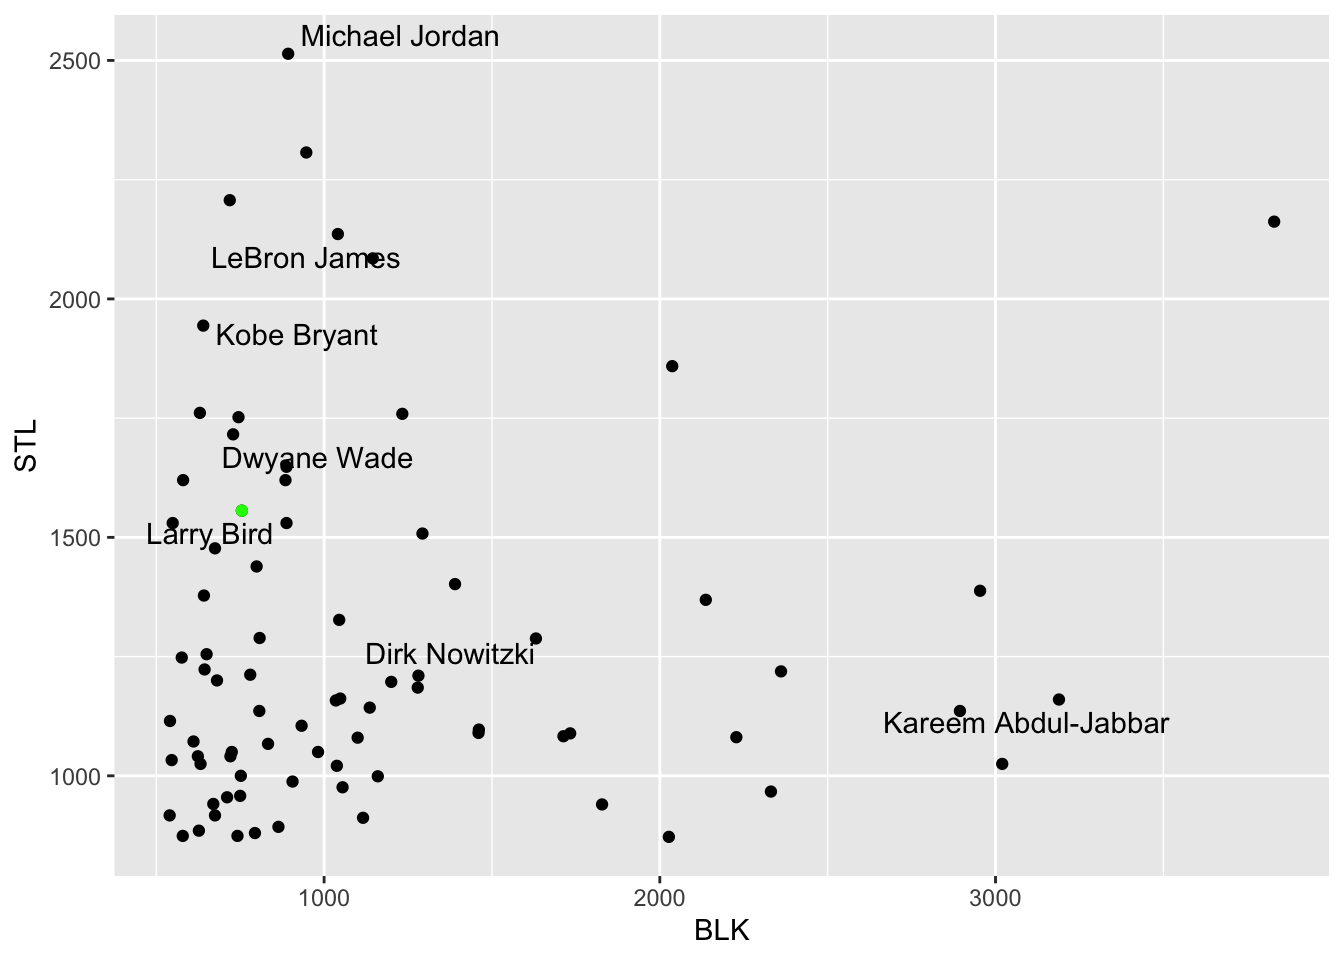 Michael Jordan
2500
LeBron James
2000
Kobe Bryant
STL
Dwyane Wade
1500
Larry Bird
Dirk Nowitzki
Kareem Abdul-Jabbar
1000
1000 2000 3000
BLK